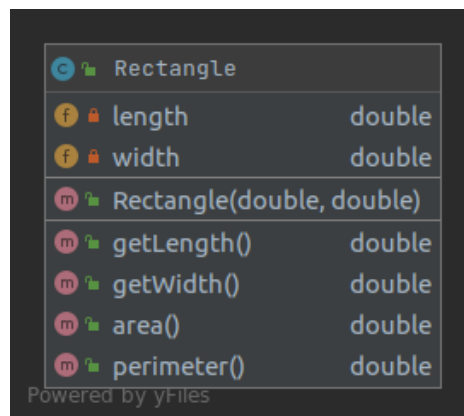 Rectangle
length double
width double
Rectangle(double, double)
getLength() double
getWidth() double
area() double
perimeter() double
Powered by yFiles